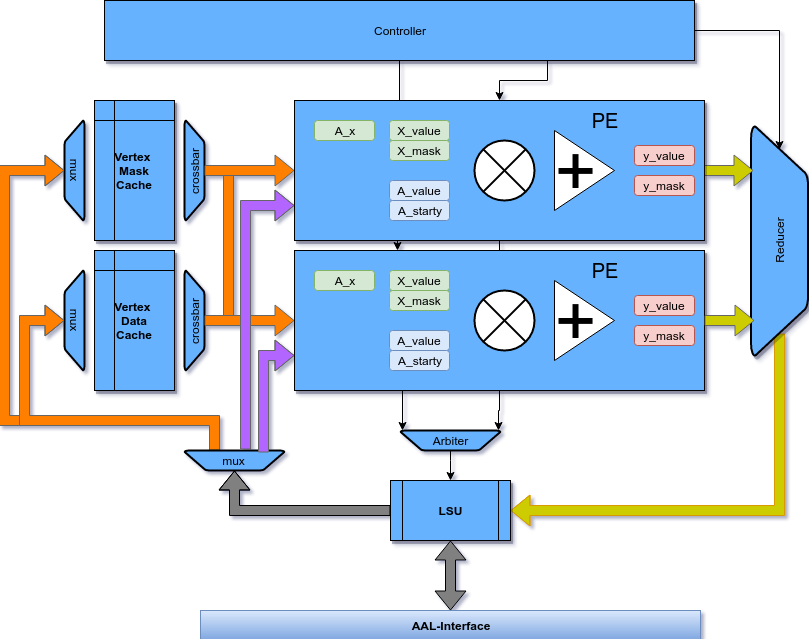 Controller
mux
Vertex
Mask
Cache
crossbar
A_x
X_value
X_mask
A_value
A_starty
PE
y_value
y_mask
Reducer
mux
Vertex
Data
Cache
crossbar
A_x
X_value
X_mask
A_value
A_starty
PE
y_value
y_mask
mux
Arbiter
LSU
AAL-Interface